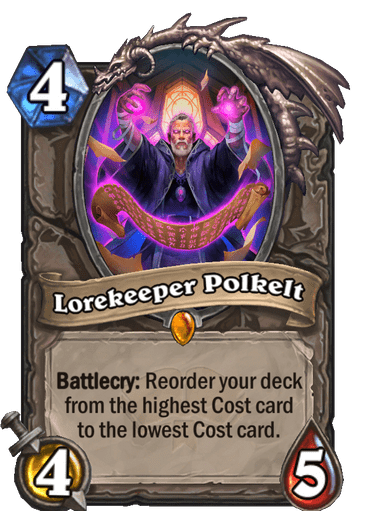 4
Lorekeeper Polkelt
Battlecry: Reorder your deck
from the highest Cost card
to the lowest Cost card.
4
5